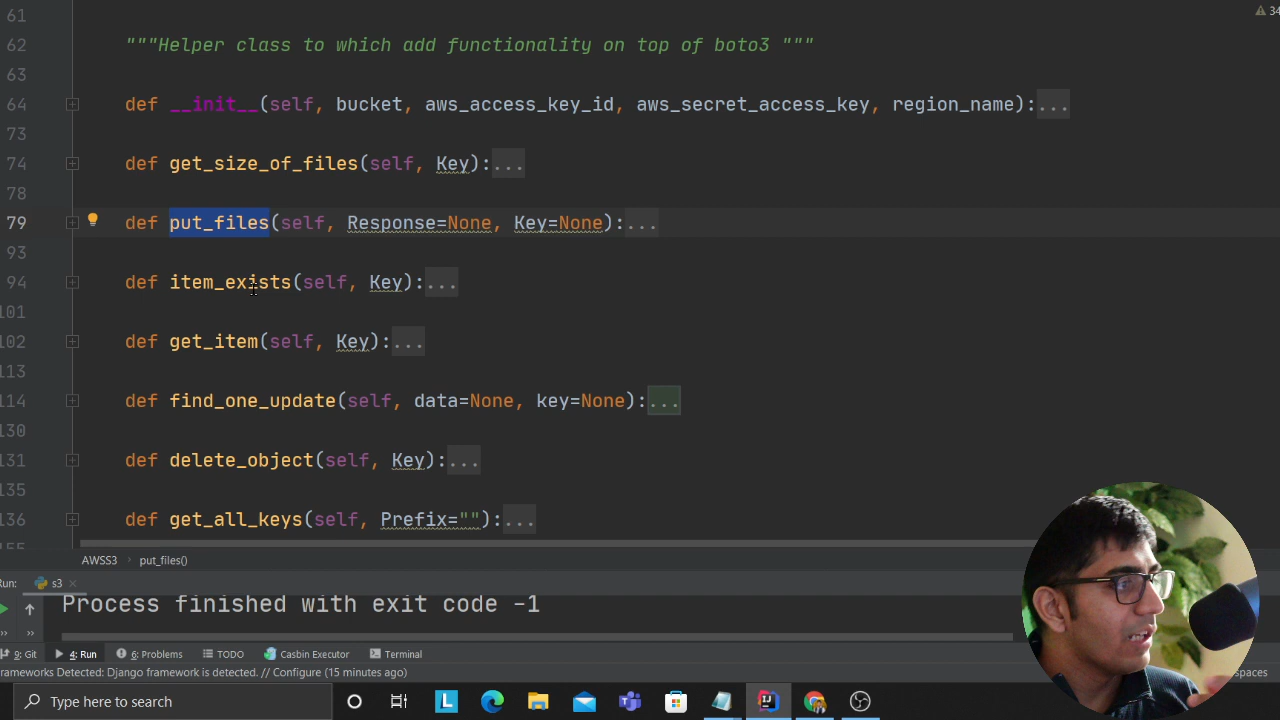 61
34
62 """Helper class to which add functionality on top of boto3 """
63
64 def __init__(self, bucket, aws_access_key_id, aws_secret_access_key, region_name):...
73
74 def get_size_of_files(self, Key):...
78
79 def put_files(self, Response=None, Key=None):...
93
94 def item_exists(self, Key):...
101
102 def get_item(self, Key):...
113
114 def find_one_update(self, data=None, key=None):...
130
131 def delete_object(self, Key):...
135
136 def get_all_keys(self, Prefix=""):...
155
AWSS3 › put_files()
Run: s3 ×
Process finished with exit code -1
9: Git 4: Run 6: Problems TODO Casbin Executor Terminal
rameworks Detected: Django framework is detected. // Configure (15 minutes ago) spaces
Type here to search